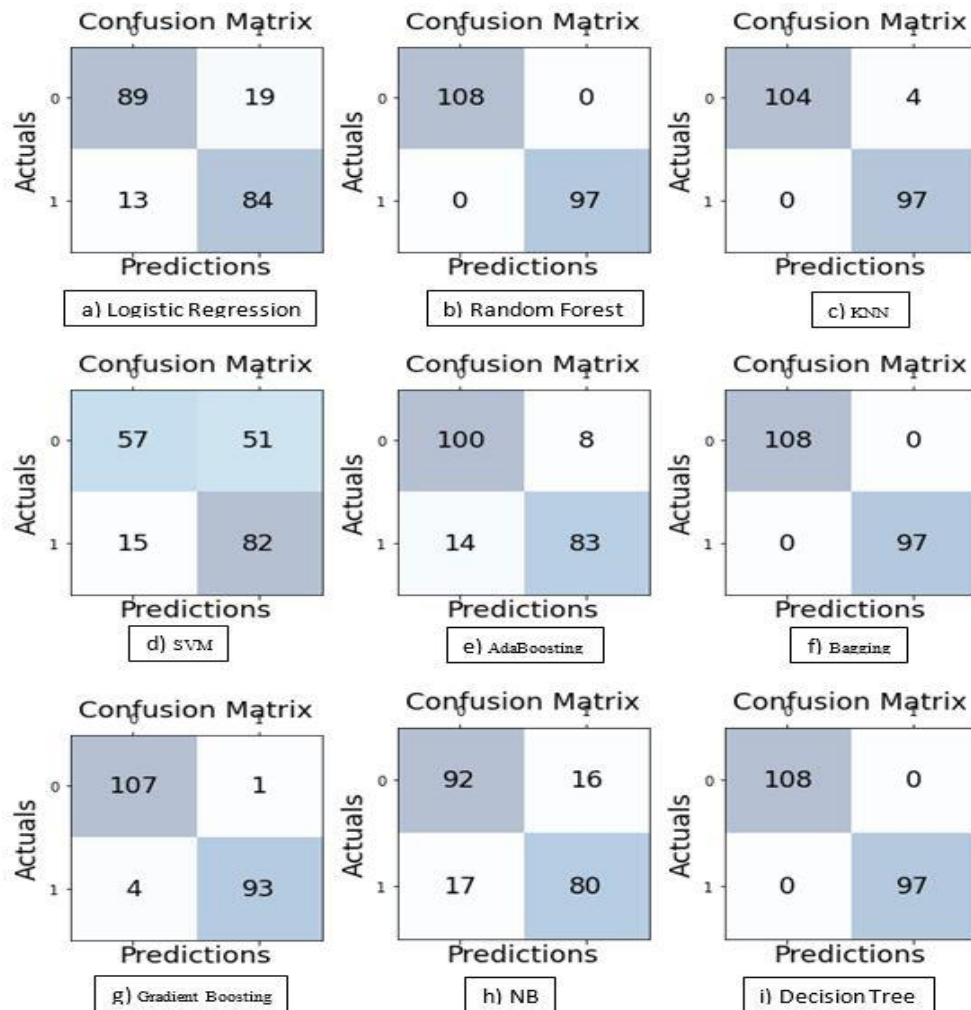 Confusion Matrix Confusion Matrix Confusion Matrix
0 1 0 1 0 1
Actuals 0 89 19 Actuals 0 108 0 Actuals 0 104 4
1 13 84 1 0 97 1 0 97
Predictions Predictions Predictions
a) Logistic Regression b) Random Forest c) KNN
Confusion Matrix Confusion Matrix Confusion Matrix
0 1 0 1 0 1
Actuals 0 57 51 Actuals 0 100 8 Actuals 0 108 0
1 15 82 1 14 83 1 0 97
Predictions Predictions Predictions
d) SVM e) AdaBoosting f) Bagging
Confusion Matrix Confusion Matrix Confusion Matrix
0 1 0 1 0 1
Actuals 0 107 1 Actuals 0 92 16 Actuals 0 108 0
1 4 93 1 17 80 1 0 97
Predictions Predictions Predictions
g) Gradient Boosting h) NB i) Decision Tree